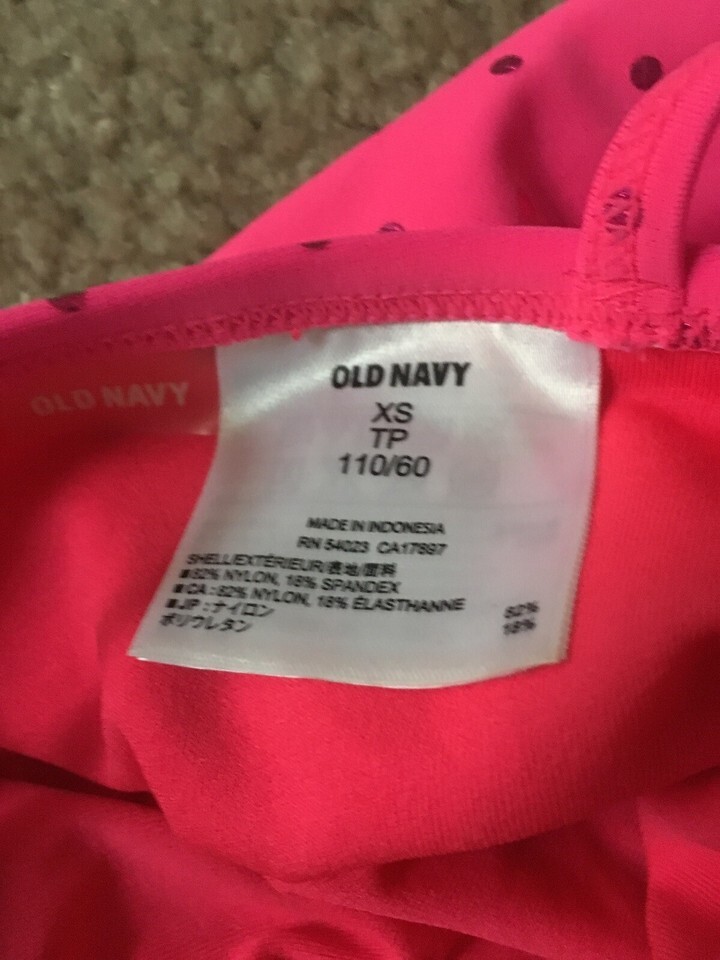 OLD NAVY
OLD NAVY
XS
TP
110/60
MADE IN INDONESIA
RN 54023 CA17897
SHELL/EXTÉRIEUR/表地/面料
■82% NYLON, 18% SPANDEX
■CA : 82% NYLON, 18% ÉLASTHANNE
■JP : ナイロン 82%
ポリウレタン 18%